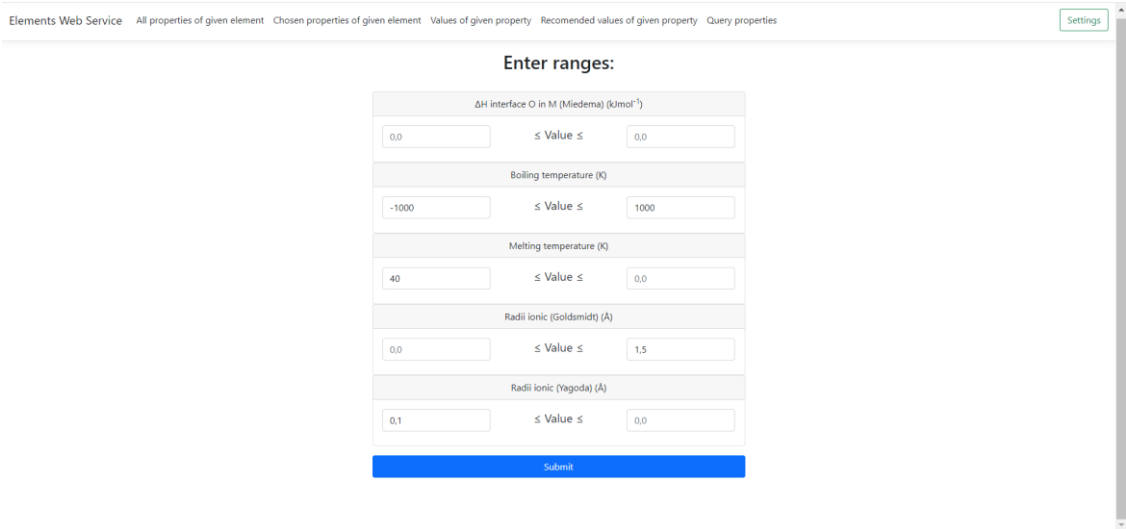 Elements Web Service All properties of given element Chosen properties of given element Values of given property Recomended values of given property Query properties Settings
Enter ranges:
ΔH interface O in M (Miedema) (kJmol⁻¹)
0,0 ≤ Value ≤ 0,0
Boiling temperature (K)
-1000 ≤ Value ≤ 1000
Melting temperature (K)
40 ≤ Value ≤ 0,0
Radii ionic (Goldsmidt) (Å)
0,0 ≤ Value ≤ 1,5
Radii ionic (Yagoda) (Å)
0,1 ≤ Value ≤ 0,0
Submit